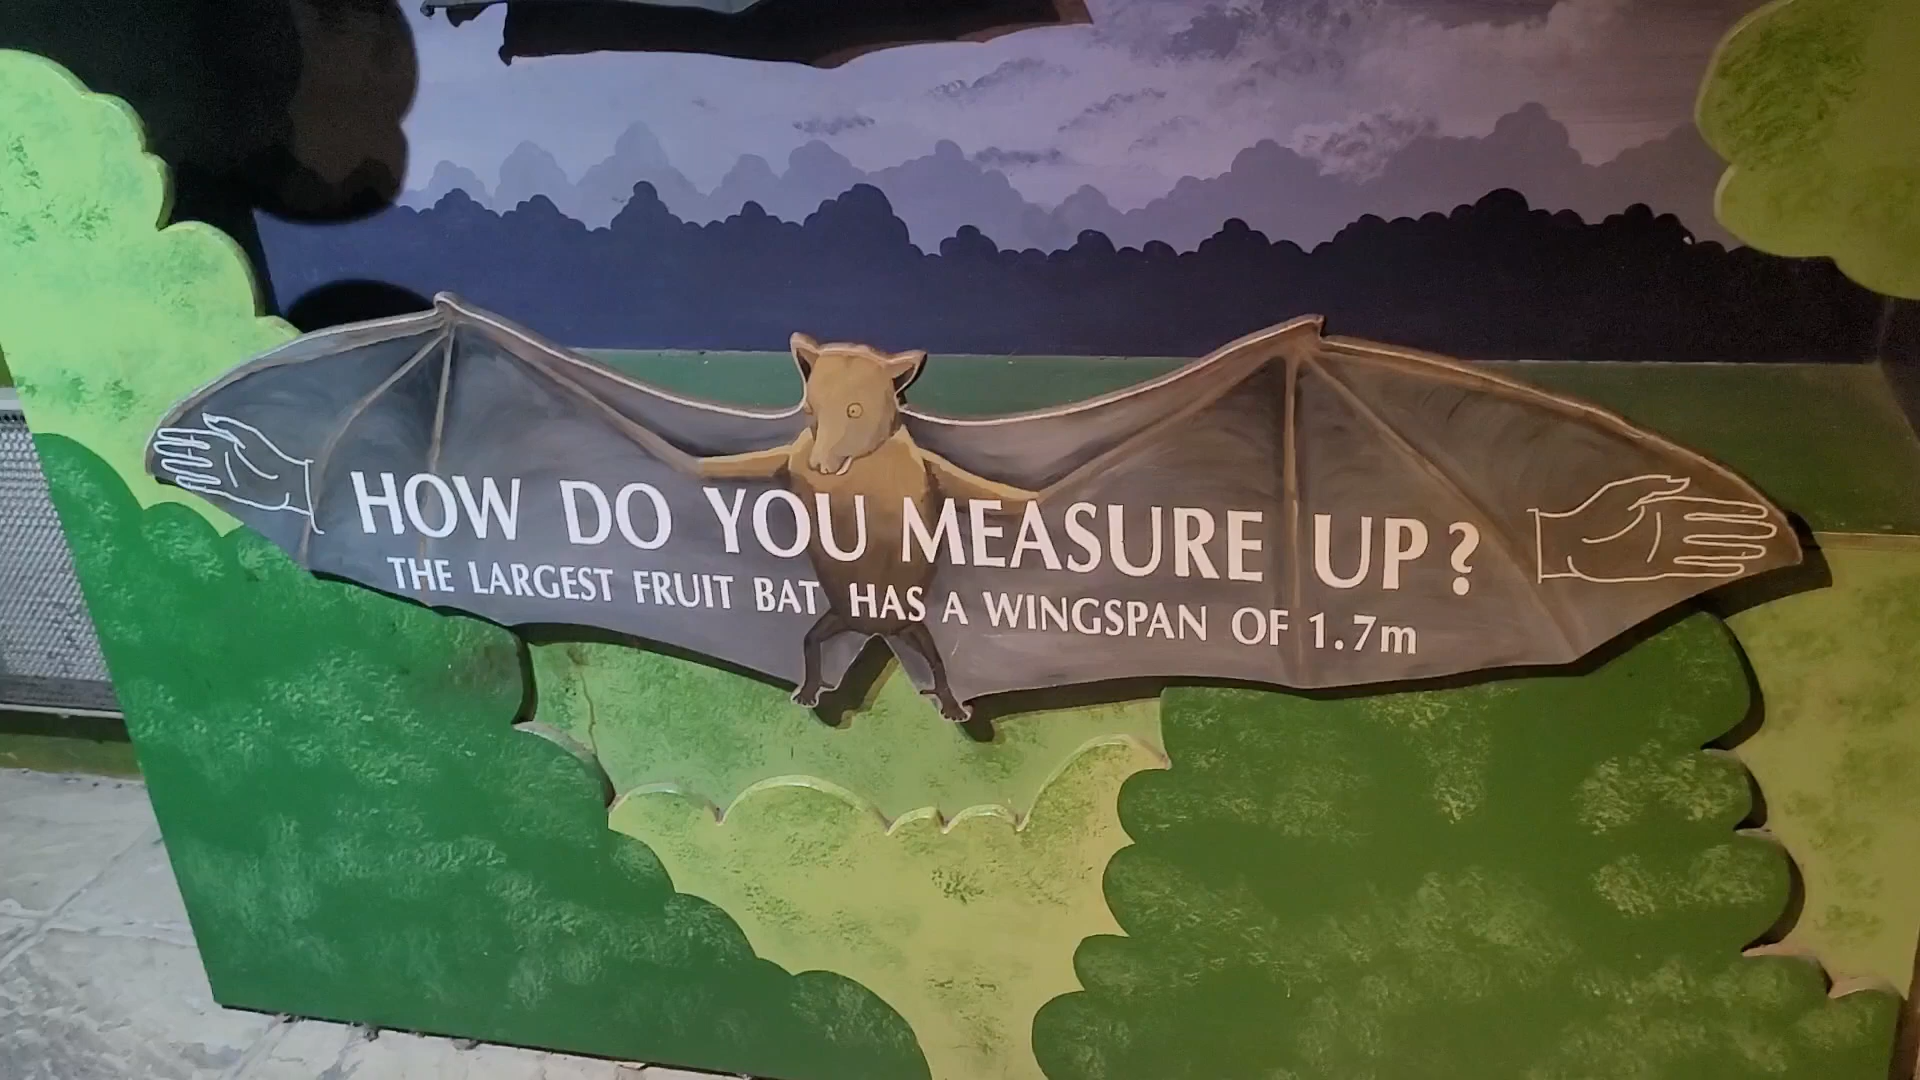 HOW DO YOU MEASURE UP?
THE LARGEST FRUIT BAT HAS A WINGSPAN OF 1.7m